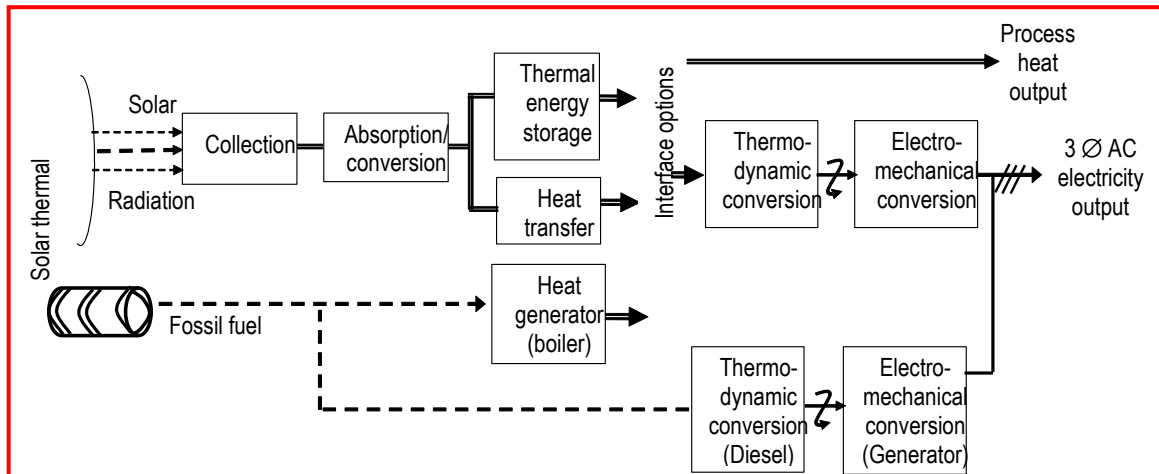 Solar thermal
Solar
Radiation
Collection
Absorption/
conversion
Thermal
energy
storage
Heat
transfer
Interface options
Process
heat
output
Thermo-
dynamic
conversion
Electro-
mechanical
conversion
3 ∅ AC
electricity
output
Fossil fuel
Heat
generator
(boiler)
Thermo-
dynamic
conversion
(Diesel)
Electro-
mechanical
conversion
(Generator)